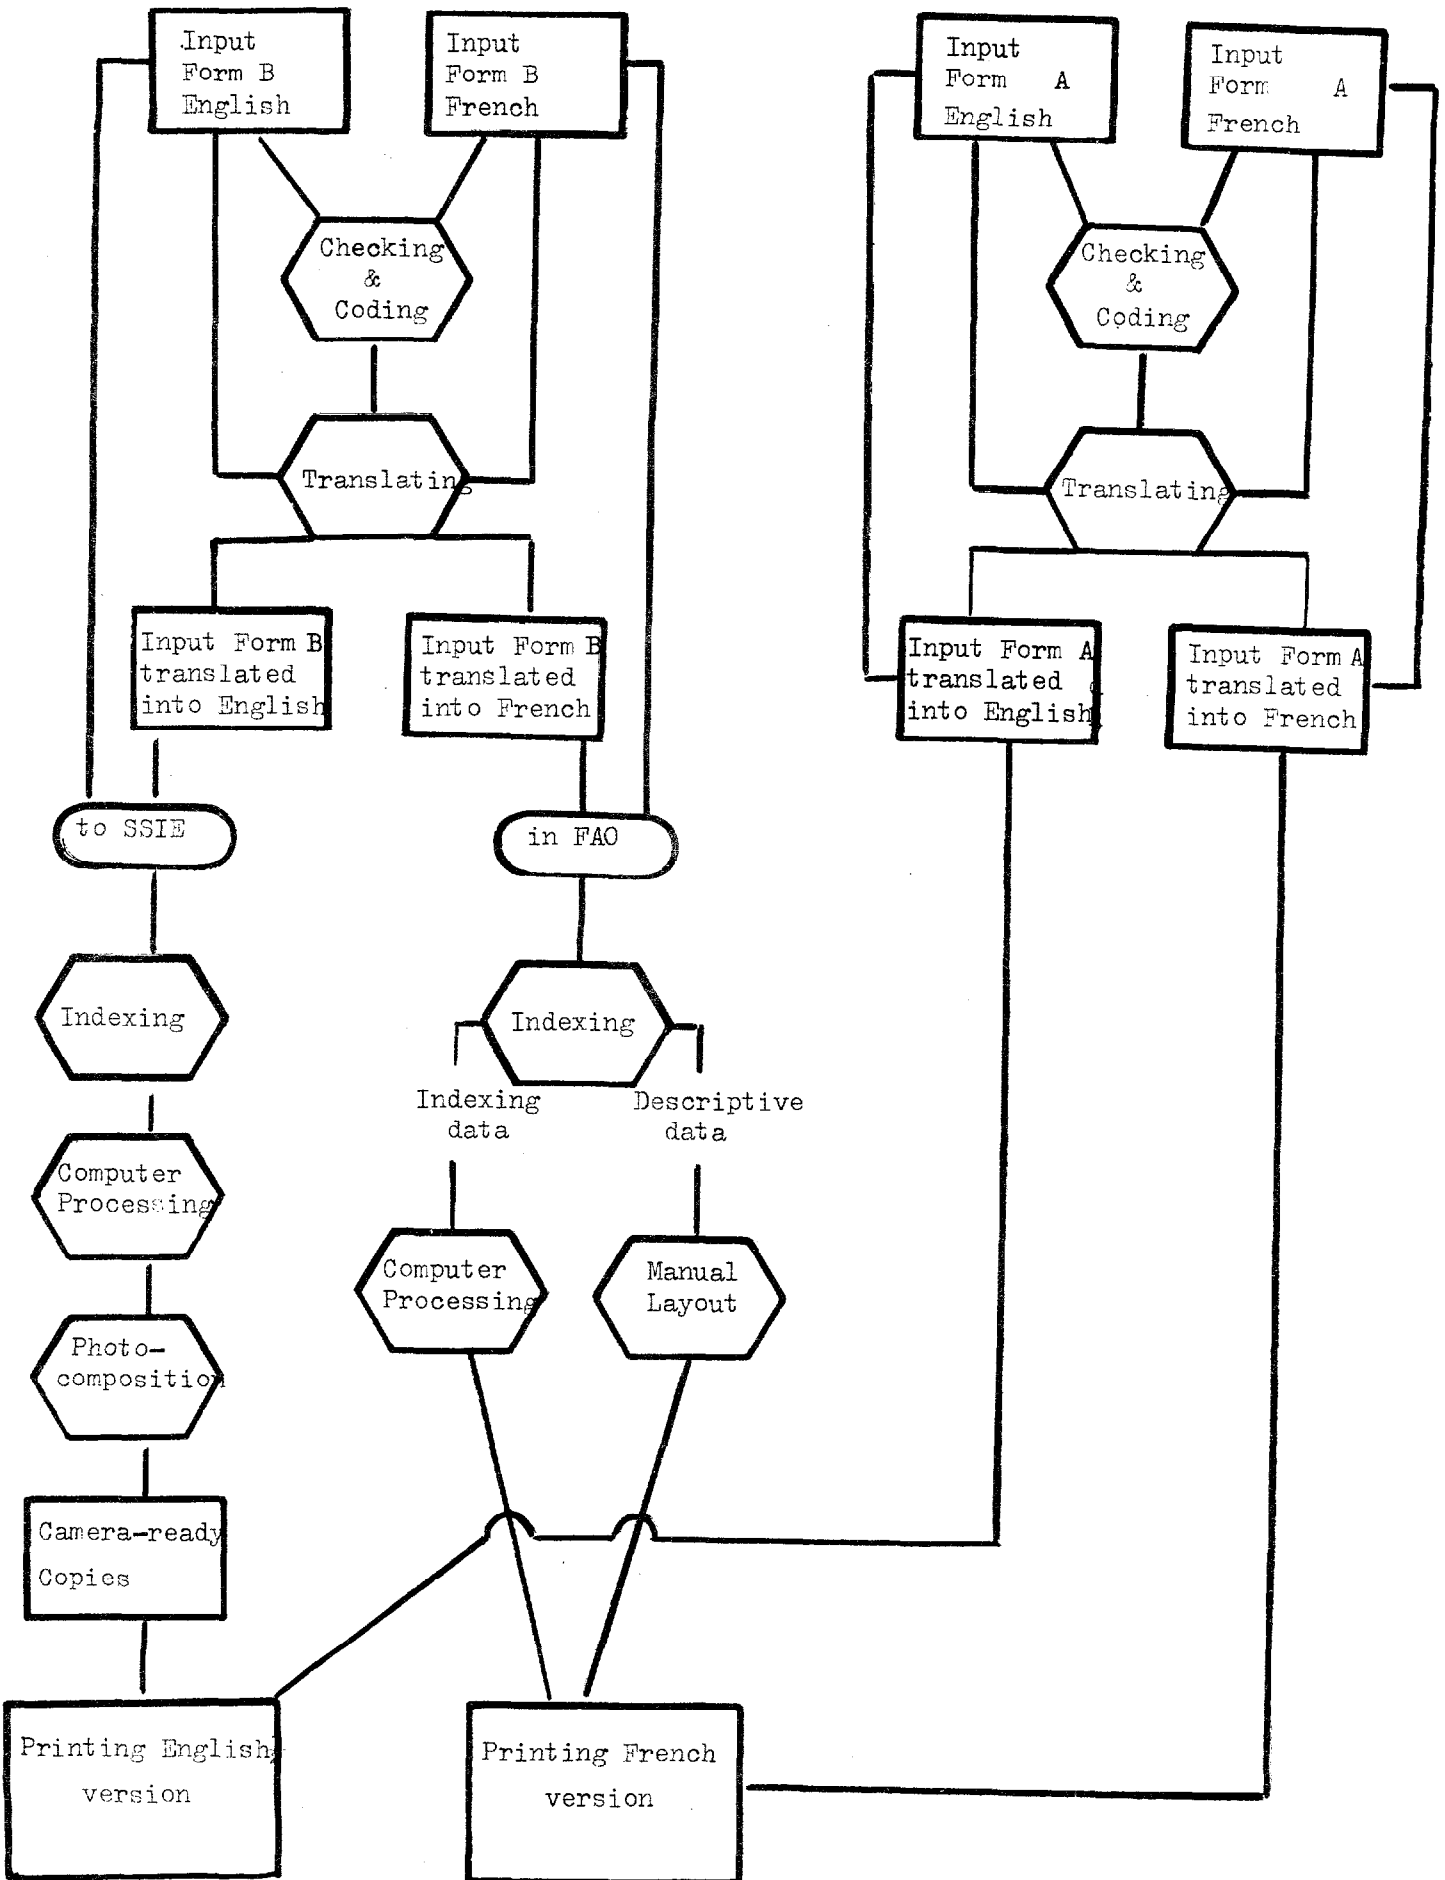 Input
Form B
English
Input
Form B
French
Input
Form A
English
Input
Form A
French
Checking
&
Coding
Checking
&
Coding
Translating
Translating
Input Form B
translated
into English
Input Form B
translated
into French
Input Form A
translated
into English
Input Form A
translated
into French
to SSIE
in FAO
Indexing
Indexing
Indexing
data
Descriptive
data
Computer
Processing
Computer
Processing
Manual
Layout
Photo-
composition
Camera-ready
Copies
Printing English
version
Printing French
version